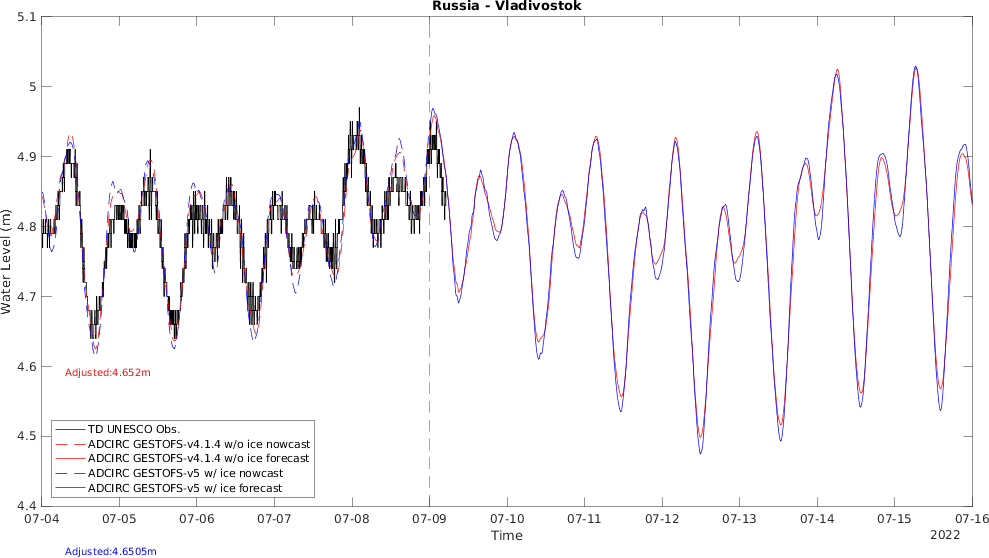 Russia - Vladivostok
5.1
5
4.9
4.8
4.7
4.6
4.5
4.4
Water Level (m)
Adjusted:4.652m
TD UNESCO Obs.
ADCIRC GESTOFS-v4.1.4 w/o ice nowcast
ADCIRC GESTOFS-v4.1.4 w/o ice forecast
ADCIRC GESTOFS-v5 w/ ice nowcast
ADCIRC GESTOFS-v5 w/ ice forecast
07-04 07-05 07-06 07-07 07-08 07-09 07-10 07-11 07-12 07-13 07-14 07-15 07-16
Time
2022
Adjusted:4.6505m